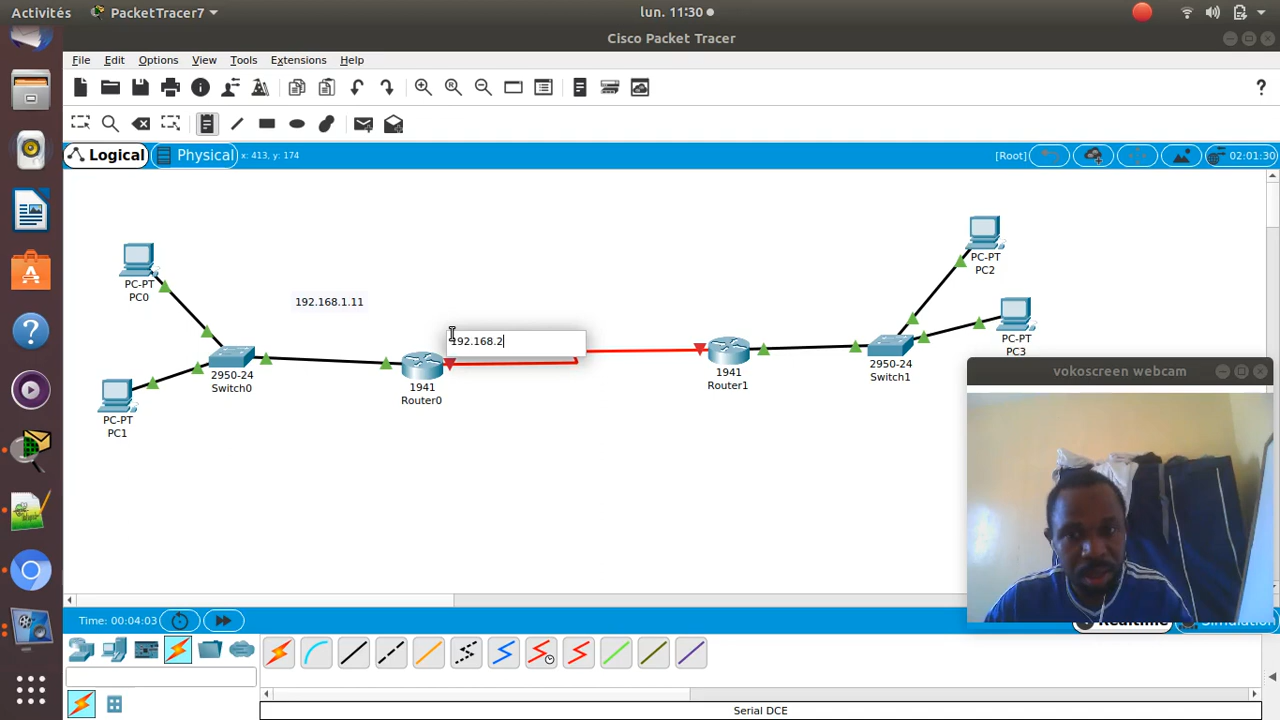 Activités
PacketTracer7
lun. 11:30
Cisco Packet Tracer
File Edit Options View Tools Extensions Help
Logical
Physical
x: 413, y: 174
[Root]
02:01:30
PC-PT
PC0
192.168.1.11
192.168.2
PC-PT
PC1
2950-24
Switch0
1941
Router0
1941
Router1
2950-24
Switch1
PC-PT
PC2
PC-PT
PC3
vokoscreen webcam
Time: 00:04:03
Realtime
Simulation
Serial DCE